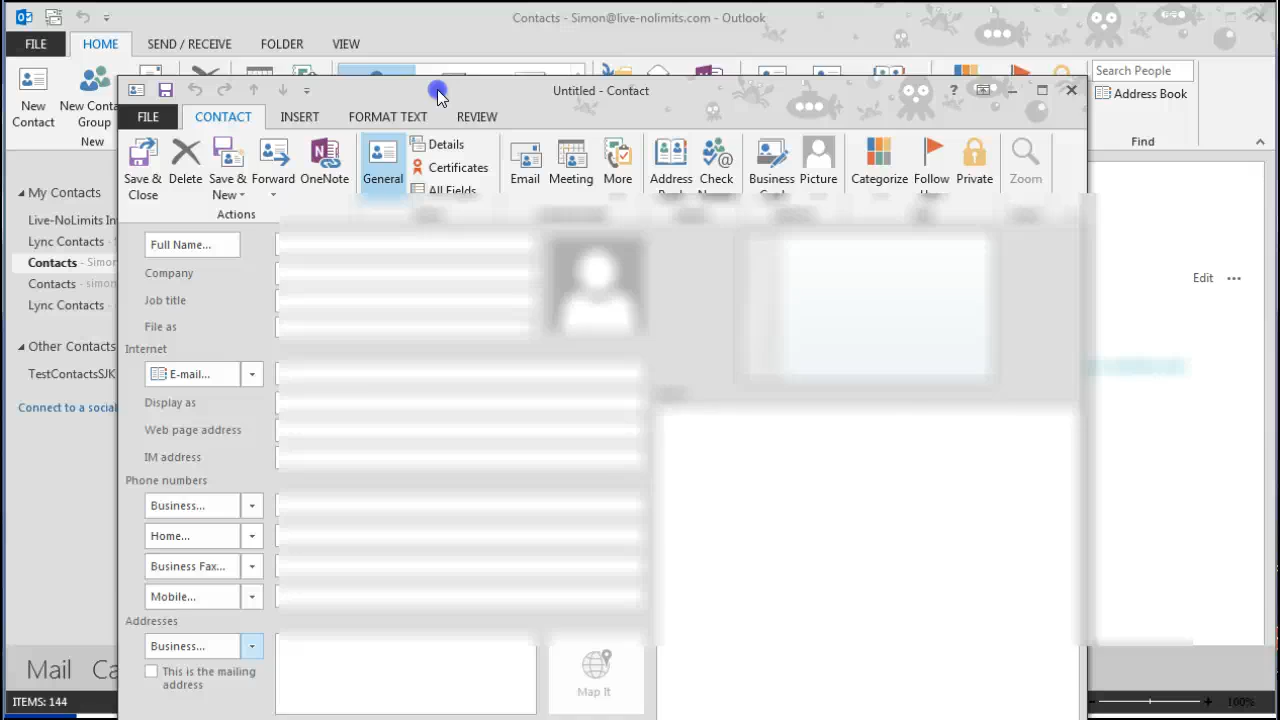 Contacts - Simon@live-nolimits.com - Outlook
FILE HOME SEND / RECEIVE FOLDER VIEW
New Contact
New Conta Group
New
Search People
Address Book
Find
Untitled - Contact
?
FILE CONTACT INSERT FORMAT TEXT REVIEW
Save & Close
Delete
Save & New
Forward
OneNote
General
Details
Certificates
All Fields
Email
Meeting
More
Address
Check
Business
Picture
Categorize
Follow
Private
Zoom
Actions
My Contacts
Live-NoLimits In
Lync Contacts -
Contacts - Simon
Contacts - simon
Lync Contacts
Other Contacts
TestContactsSJK
Connect to a social
Full Name...
Company
Job title
File as
Internet
E-mail...
Display as
Web page address
IM address
Phone numbers
Business...
Home...
Business Fax...
Mobile...
Addresses
Business...
This is the mailing
address
Map It
Edit ...
Mail Ca
ITEMS: 144
100%